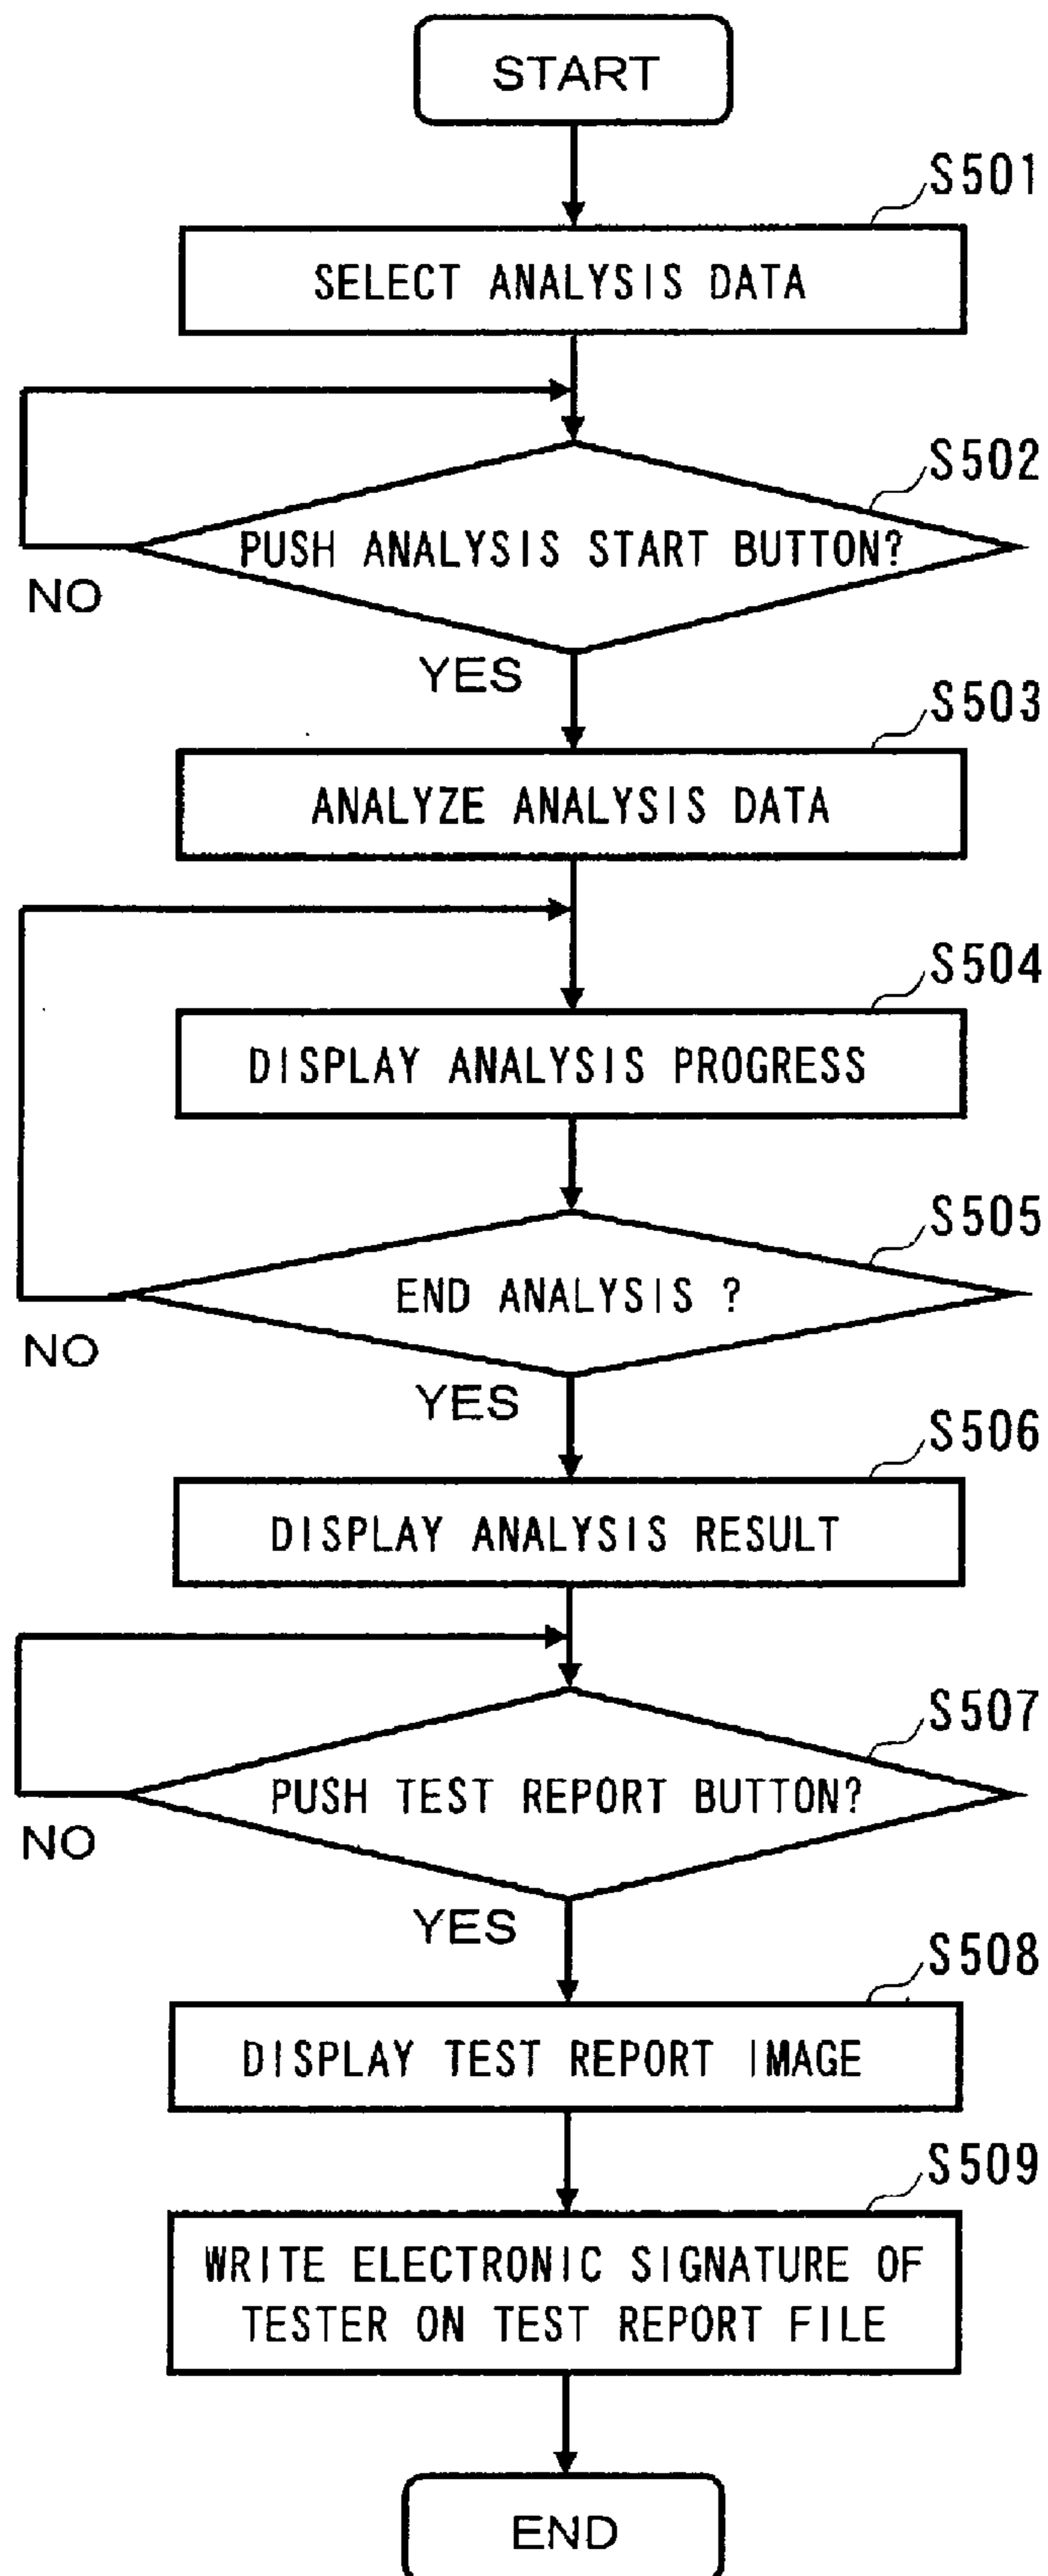 START
S501
SELECT ANALYSIS DATA
S502
PUSH ANALYSIS START BUTTON?
NO
YES
S503
ANALYZE ANALYSIS DATA
S504
DISPLAY ANALYSIS PROGRESS
S505
END ANALYSIS ?
NO
YES
S506
DISPLAY ANALYSIS RESULT
S507
PUSH TEST REPORT BUTTON?
NO
YES
S508
DISPLAY TEST REPORT IMAGE
S509
WRITE ELECTRONIC SIGNATURE OF
TESTER ON TEST REPORT FILE
END